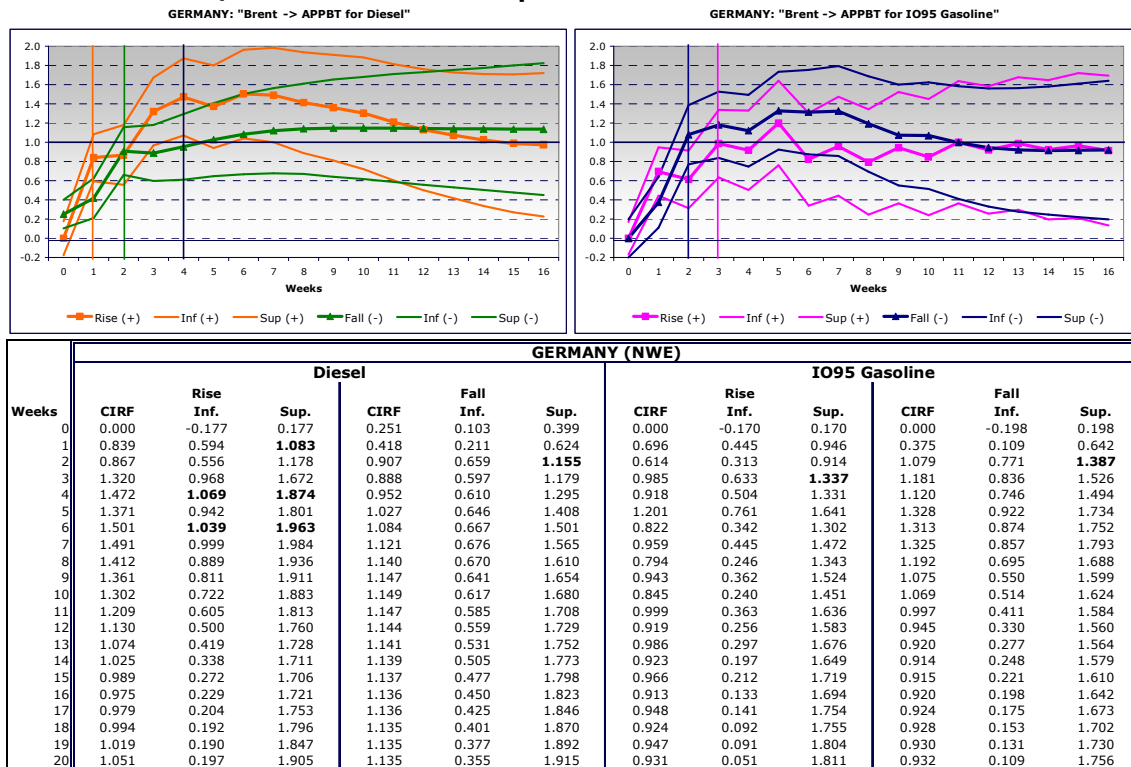 GERMANY: "Brent -> APPBT for Diesel"
2.0
1.8
1.6
1.4
1.2
1.0
0.8
0.6
0.4
0.2
0.0
-0.2
0 1 2 3 4 5 6 7 8 9 10 11 12 13 14 15 16
Weeks
Rise (+) Inf (+) Sup (+) Fall (-) Inf (-) Sup (-)
GERMANY: "Brent -> APPBT for IO95 Gasoline"
2.0
1.8
1.6
1.4
1.2
1.0
0.8
0.6
0.4
0.2
0.0
-0.2
0 1 2 3 4 5 6 7 8 9 10 11 12 13 14 15 16
Weeks
Rise (+) Inf (+) Sup (+) Fall (-) Inf (-) Sup (-)
GERMANY (NWE)
Diesel IO95 Gasoline
Rise Fall Rise Fall
Weeks CIRF Inf. Sup. CIRF Inf. Sup. CIRF Inf. Sup. CIRF Inf. Sup.
0 0.000 -0.177 0.177 0.251 0.103 0.399 0.000 -0.170 0.170 0.000 -0.198 0.198
1 0.839 0.594 1.083 0.418 0.211 0.624 0.696 0.445 0.946 0.375 0.109 0.642
2 0.867 0.556 1.178 0.907 0.659 1.155 0.614 0.313 0.914 1.079 0.771 1.387
3 1.320 0.968 1.672 0.888 0.597 1.179 0.985 0.633 1.337 1.181 0.836 1.526
4 1.472 1.069 1.874 0.952 0.610 1.295 0.918 0.504 1.331 1.120 0.746 1.494
5 1.371 0.942 1.801 1.027 0.646 1.408 1.201 0.761 1.641 1.328 0.922 1.734
6 1.501 1.039 1.963 1.084 0.667 1.501 0.822 0.342 1.302 1.313 0.874 1.752
7 1.491 0.999 1.984 1.121 0.676 1.565 0.959 0.445 1.472 1.325 0.857 1.793
8 1.412 0.889 1.936 1.140 0.670 1.610 0.794 0.246 1.343 1.192 0.695 1.688
9 1.361 0.811 1.911 1.147 0.641 1.654 0.943 0.362 1.524 1.075 0.550 1.599
10 1.302 0.722 1.883 1.149 0.617 1.680 0.845 0.240 1.451 1.069 0.514 1.624
11 1.209 0.605 1.813 1.147 0.585 1.708 0.999 0.363 1.636 0.997 0.411 1.584
12 1.130 0.500 1.760 1.144 0.559 1.729 0.919 0.256 1.583 0.945 0.330 1.560
13 1.074 0.419 1.728 1.141 0.531 1.752 0.986 0.297 1.676 0.920 0.277 1.564
14 1.025 0.338 1.711 1.139 0.505 1.773 0.923 0.197 1.649 0.914 0.248 1.579
15 0.989 0.272 1.706 1.137 0.477 1.798 0.966 0.212 1.719 0.915 0.221 1.610
16 0.975 0.229 1.721 1.136 0.450 1.823 0.913 0.133 1.694 0.920 0.198 1.642
17 0.979 0.204 1.753 1.136 0.425 1.846 0.948 0.141 1.754 0.924 0.175 1.673
18 0.994 0.192 1.796 1.135 0.401 1.870 0.924 0.092 1.755 0.928 0.153 1.702
19 1.019 0.190 1.847 1.135 0.377 1.892 0.947 0.091 1.804 0.930 0.131 1.730
20 1.051 0.197 1.905 1.135 0.355 1.915 0.931 0.051 1.811 0.932 0.109 1.756